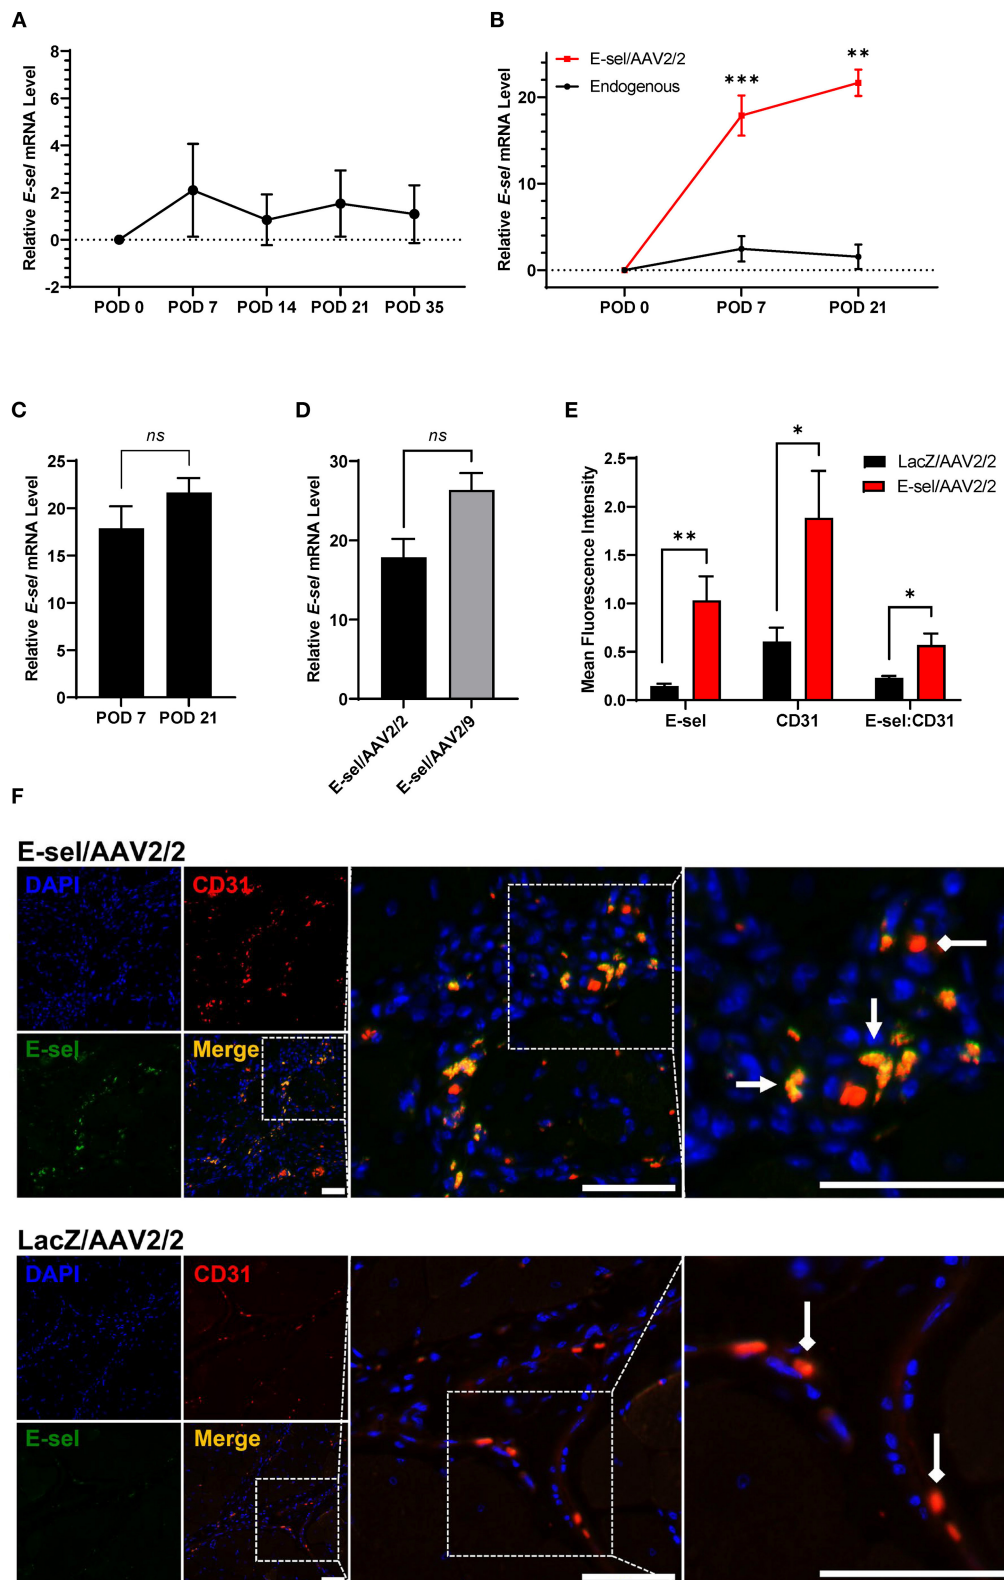 A
Relative E-sel mRNA Level
8
6
4
2
0
-2
POD 0 POD 7 POD 14 POD 21 POD 35
B
Relative E-sel mRNA Level
E-sel/AAV2/2
Endogenous
***
**
20
10
0
POD 0 POD 7 POD 21
C
Relative E-sel mRNA Level
ns
25
20
15
10
5
0
POD 7 POD 21
D
Relative E-sel mRNA Level
ns
30
20
10
0
E-sel/AAV2/2
E-sel/AAV2/9
E
Mean Fluorescence Intensity
LacZ/AAV2/2
E-sel/AAV2/2
**
*
*
2.5
2.0
1.5
1.0
0.5
0.0
E-sel CD31 E-sel:CD31
F
E-sel/AAV2/2
DAPI CD31
E-sel Merge
LacZ/AAV2/2
DAPI CD31
E-sel Merge